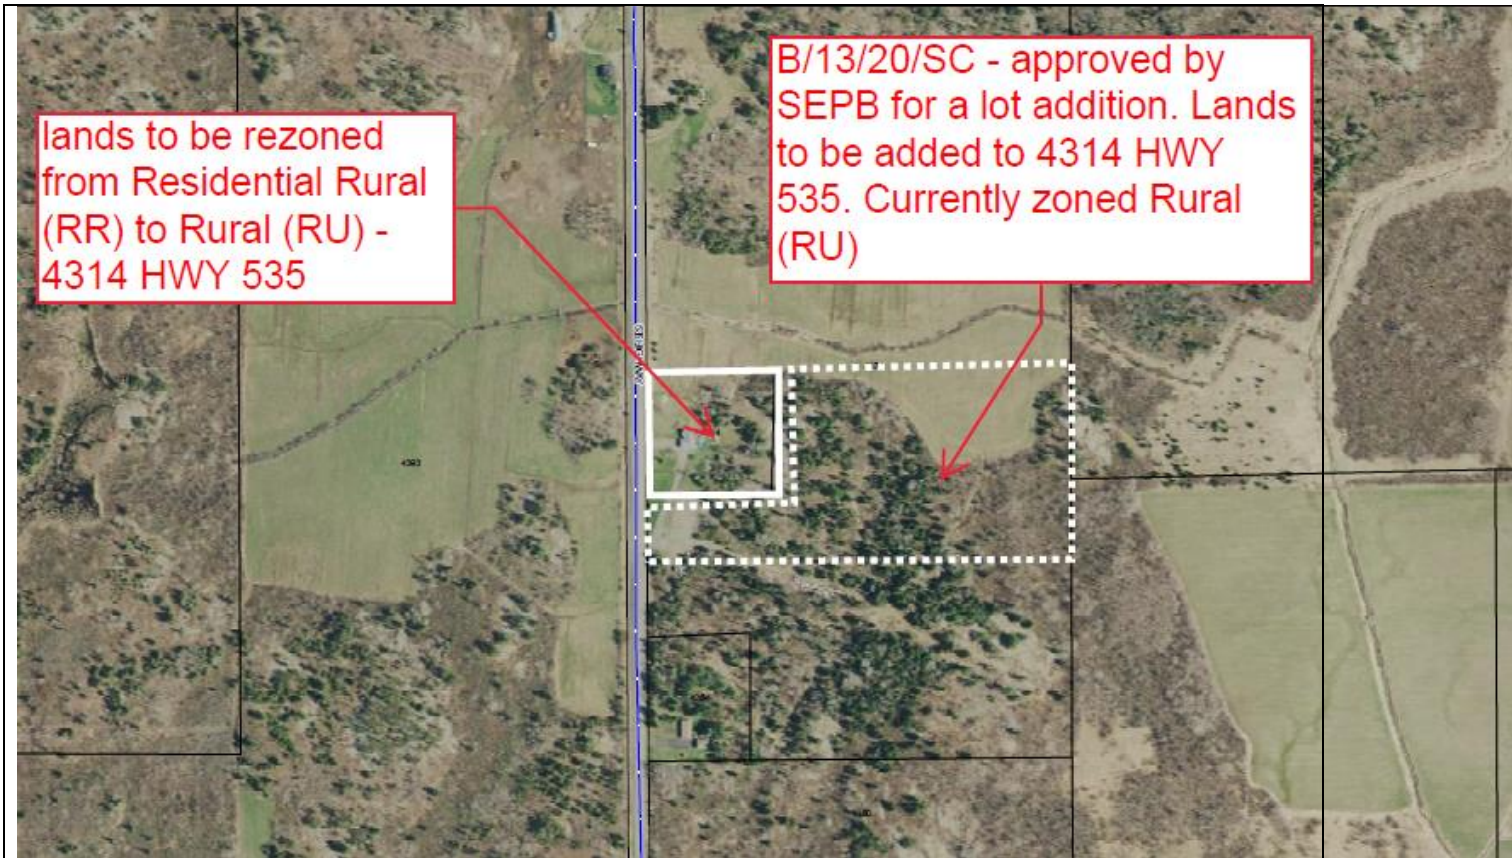 lands to be rezoned
from Residential Rural
(RR) to Rural (RU) -
4314 HWY 535
B/13/20/SC - approved by
SEPB for a lot addition. Lands
to be added to 4314 HWY
535. Currently zoned Rural
(RU)
4393